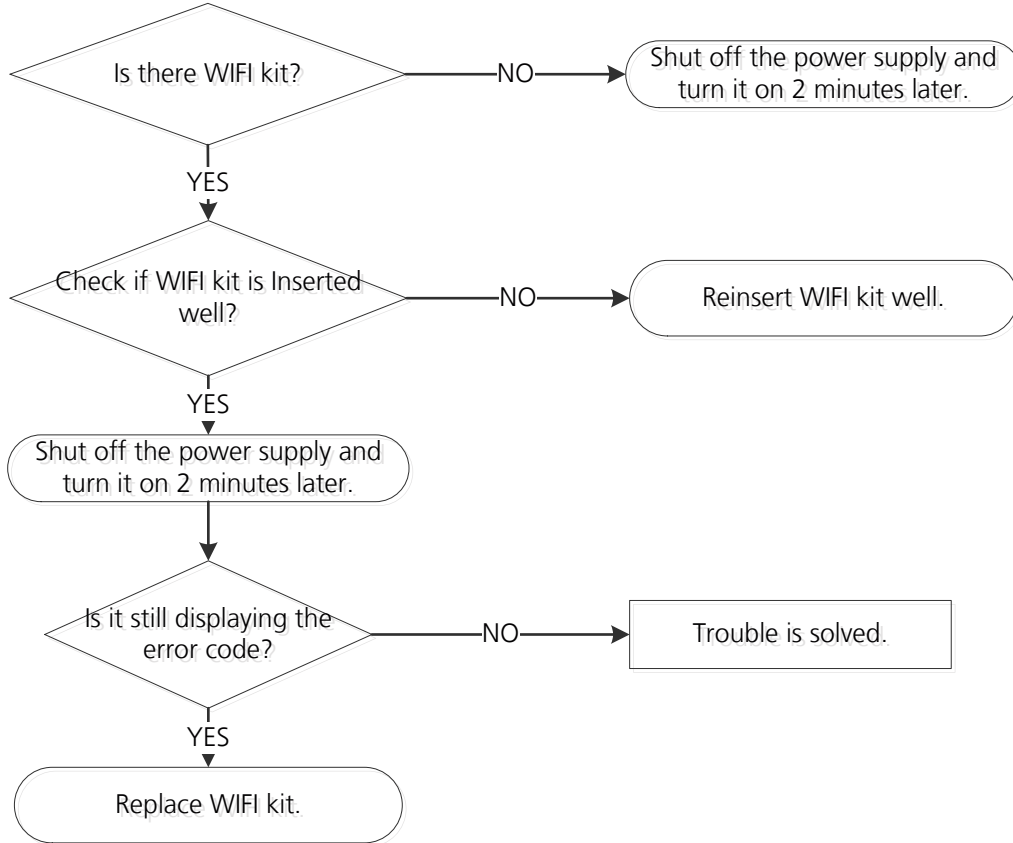 Is there WIFI kit?
NO
Shut off the power supply and
turn it on 2 minutes later.
YES
Check if WIFI kit is Inserted
well?
NO
Reinsert WIFI kit well.
YES
Shut off the power supply and
turn it on 2 minutes later.
Is it still displaying the
error code?
NO
Trouble is solved.
YES
Replace WIFI kit.